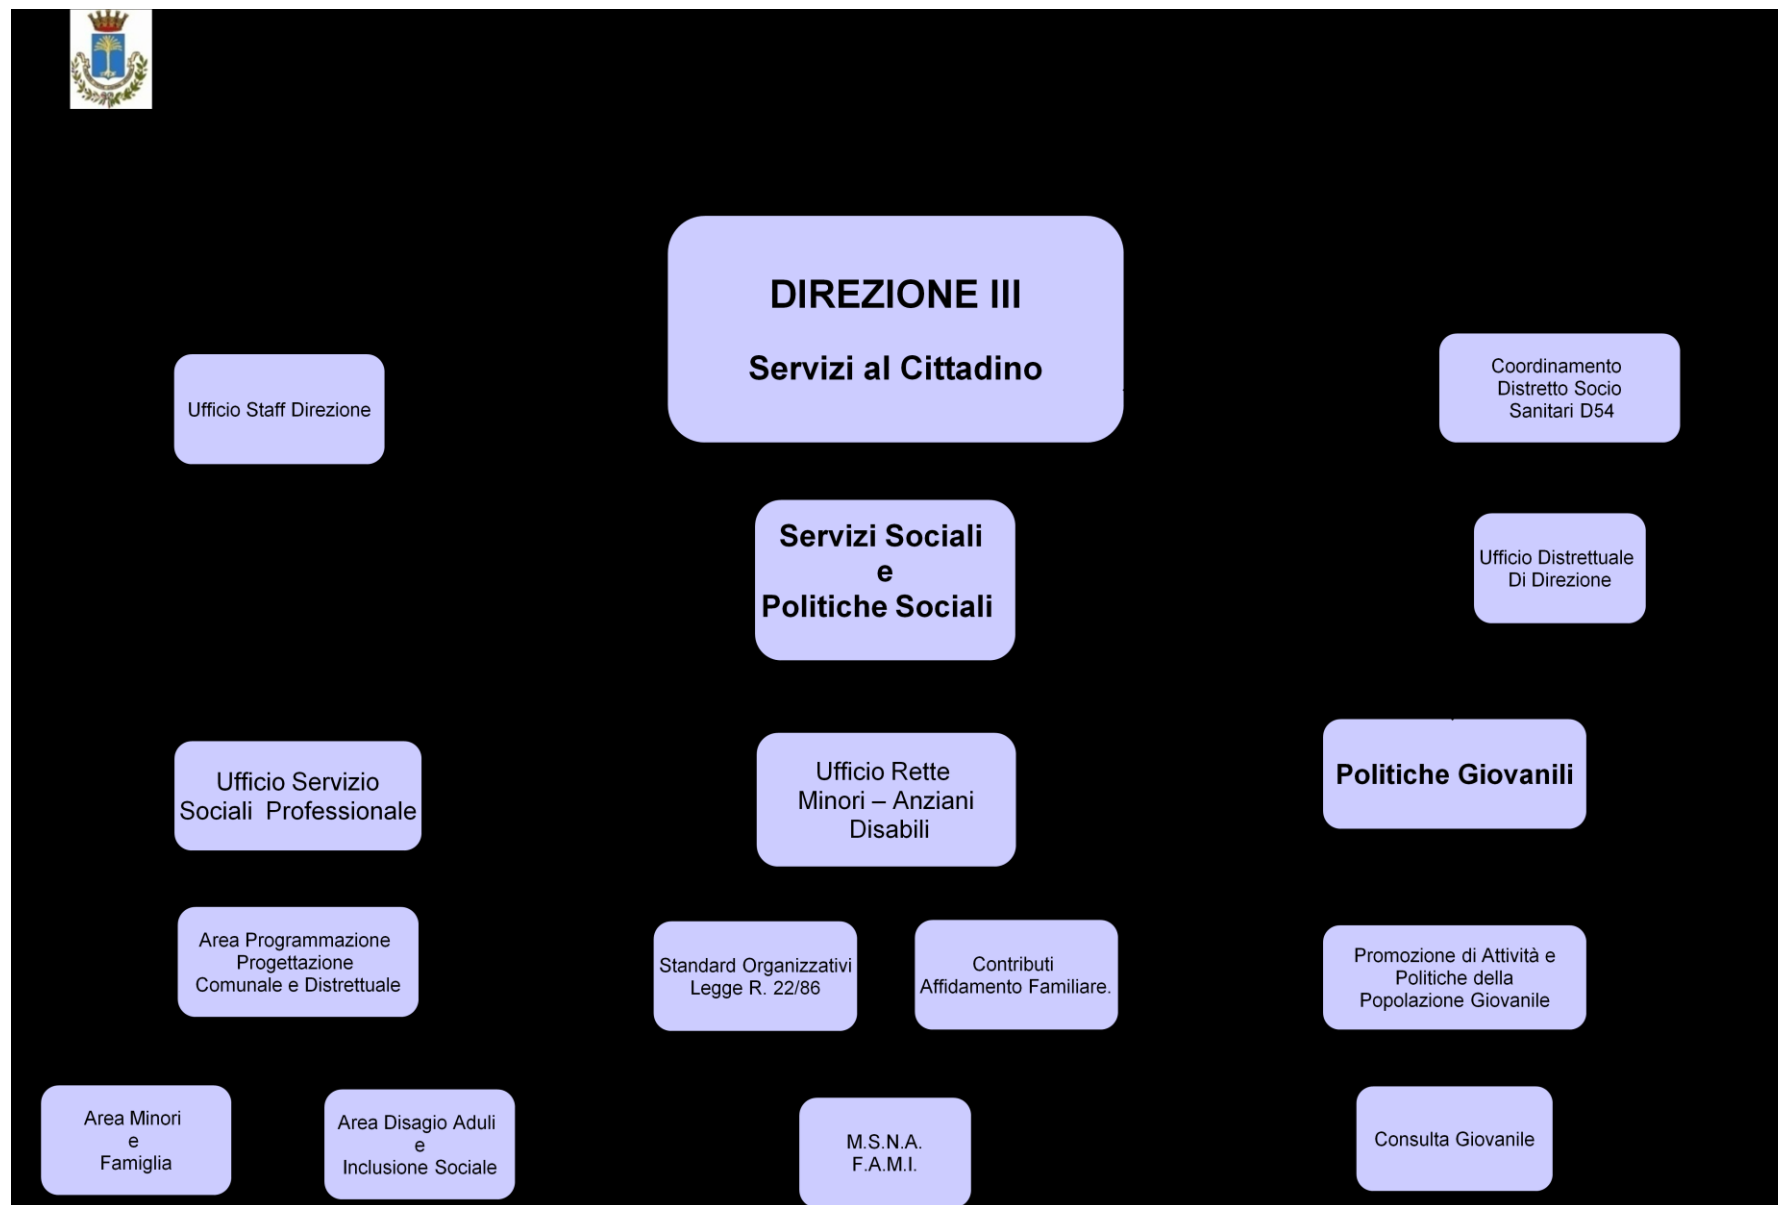 DIREZIONE III
Servizi al Cittadino
Ufficio Staff Direzione
Coordinamento
Distretto Socio
Sanitari D54
Servizi Sociali
e
Politiche Sociali
Ufficio Distrettuale
Di Direzione
Ufficio Servizio
Sociali Professionale
Ufficio Rette
Minori – Anziani
Disabili
Politiche Giovanili
Area Programmazione
Progettazione
Comunale e Distrettuale
Standard Organizzativi
Legge R. 22/86
Contributi
Affidamento Familiare.
Promozione di Attività e
Politiche della
Popolazione Giovanile
Area Minori
e
Famiglia
Area Disagio Aduli
e
Inclusione Sociale
M.S.N.A.
F.A.M.I.
Consulta Giovanile